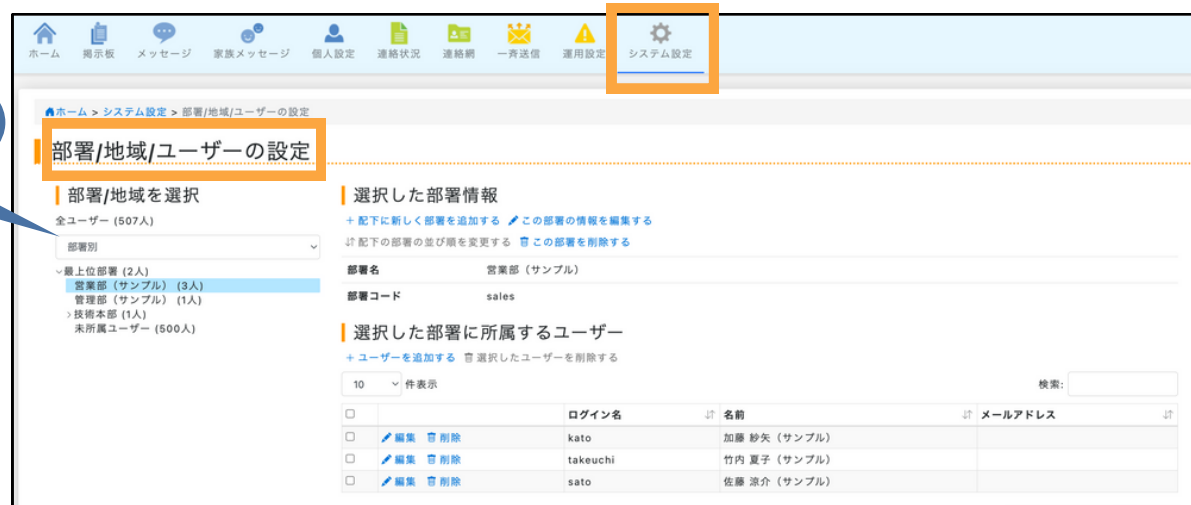 ホーム 掲示板 メッセージ 家族メッセージ 個人設定 連絡状況 連絡網 一斉送信 運用設定 システム設定
ホーム > システム設定 > 部署/地域/ユーザーの設定
部署/地域/ユーザーの設定
部署/地域を選択
全ユーザー (507人)
部署別
最上位部署 (2人)
営業部（サンプル） (3人)
管理部（サンプル） (1人)
技術本部 (1人)
未所属ユーザー (500人)
選択した部署情報
+ 配下に新しく部署を追加する この部署の情報を編集する
配下の部署の並び順を変更する この部署を削除する
部署名 営業部（サンプル）
部署コード sales
選択した部署に所属するユーザー
+ ユーザーを追加する 選択したユーザーを削除する
10 件表示 検索:
ログイン名 名前 メールアドレス
編集 削除 kato 加藤 紗矢（サンプル）
編集 削除 takeuchi 竹内 夏子（サンプル）
編集 削除 sato 佐藤 涼介（サンプル）